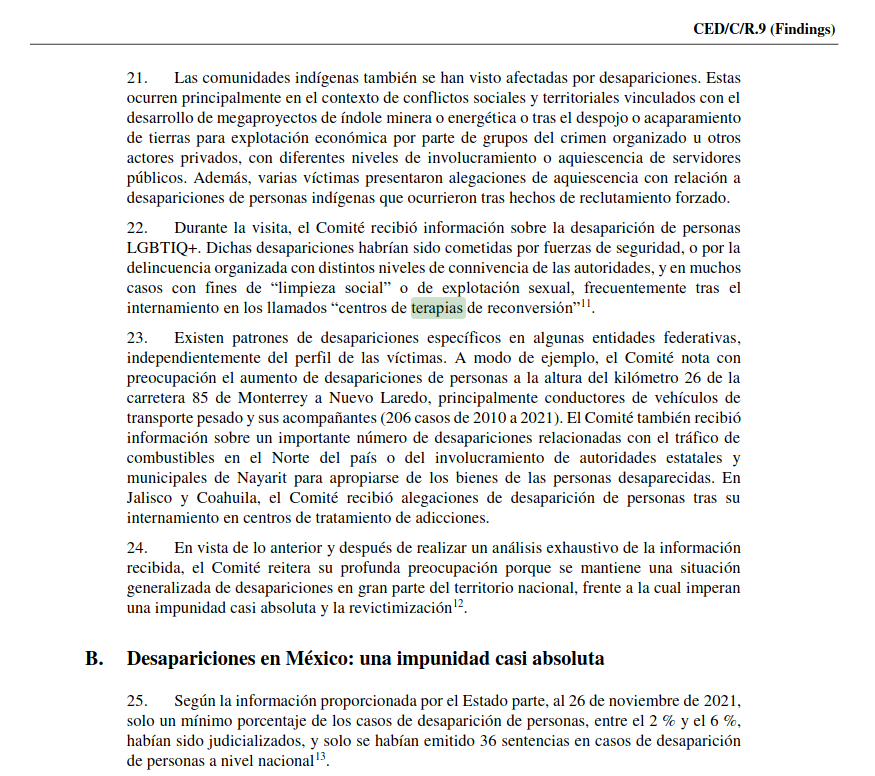 CED/C/R.9 (Findings)
21. Las comunidades indígenas también se han visto afectadas por desapariciones. Estas
ocurren principalmente en el contexto de conflictos sociales y territoriales vinculados con el
desarrollo de megaproyectos de índole minera o energética o tras el despojo o acaparamiento
de tierras para explotación económica por parte de grupos del crimen organizado u otros
actores privados, con diferentes niveles de involucramiento o aquiescencia de servidores
públicos. Además, varias víctimas presentaron alegaciones de aquiescencia con relación a
desapariciones de personas indígenas que ocurrieron tras hechos de reclutamiento forzado.
22. Durante la visita, el Comité recibió información sobre la desaparición de personas
LGBTIQ+. Dichas desapariciones habrían sido cometidas por fuerzas de seguridad, o por la
delincuencia organizada con distintos niveles de connivencia de las autoridades, y en muchos
casos con fines de “limpieza social” o de explotación sexual, frecuentemente tras el
internamiento en los llamados “centros de terapias de reconversión”11.
23. Existen patrones de desapariciones específicos en algunas entidades federativas,
independientemente del perfil de las víctimas. A modo de ejemplo, el Comité nota con
preocupación el aumento de desapariciones de personas a la altura del kilómetro 26 de la
carretera 85 de Monterrey a Nuevo Laredo, principalmente conductores de vehículos de
transporte pesado y sus acompañantes (206 casos de 2010 a 2021). El Comité también recibió
información sobre un importante número de desapariciones relacionadas con el tráfico de
combustibles en el Norte del país o del involucramiento de autoridades estatales y
municipales de Nayarit para apropiarse de los bienes de las personas desaparecidas. En
Jalisco y Coahuila, el Comité recibió alegaciones de desaparición de personas tras su
internamiento en centros de tratamiento de adicciones.
24. En vista de lo anterior y después de realizar un análisis exhaustivo de la información
recibida, el Comité reitera su profunda preocupación porque se mantiene una situación
generalizada de desapariciones en gran parte del territorio nacional, frente a la cual imperan
una impunidad casi absoluta y la revictimización12.
B. Desapariciones en México: una impunidad casi absoluta
25. Según la información proporcionada por el Estado parte, al 26 de noviembre de 2021,
solo un mínimo porcentaje de los casos de desaparición de personas, entre el 2 % y el 6 %,
habían sido judicializados, y solo se habían emitido 36 sentencias en casos de desaparición
de personas a nivel nacional13.